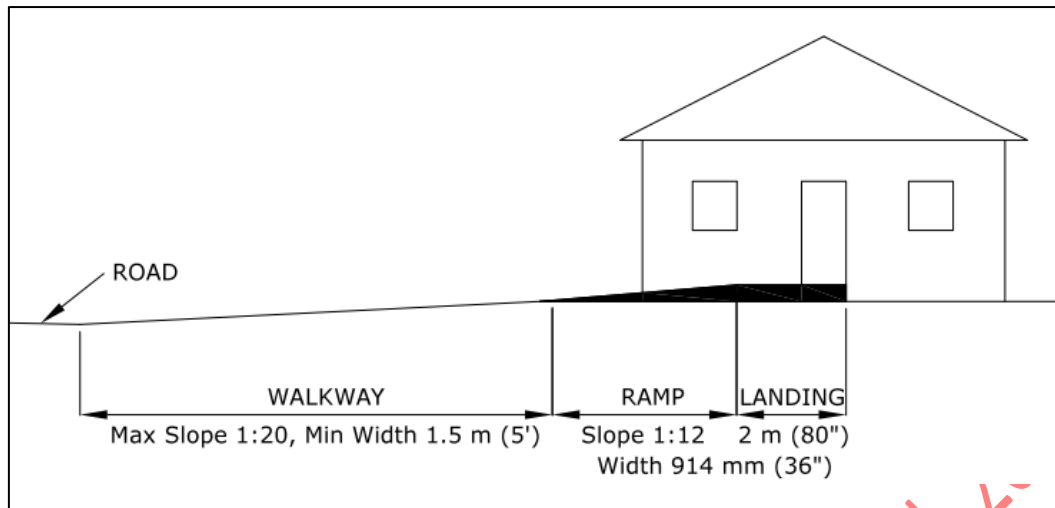 ROAD
WALKWAY
Max Slope 1:20, Min Width 1.5 m (5')
RAMP
Slope 1:12
Width 914 mm (36")
LANDING
2 m (80")